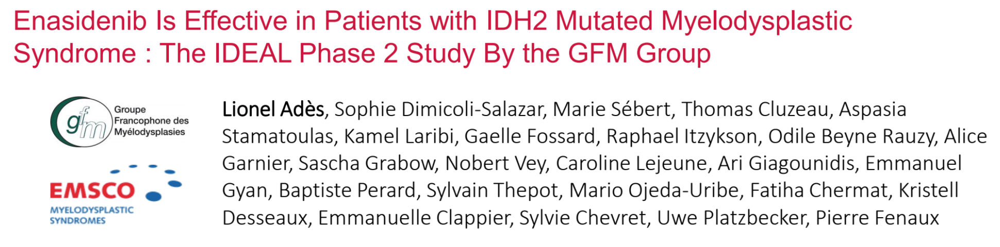 Enasidenib Is Effective in Patients with IDH2 Mutated Myelodysplastic
Syndrome : The IDEAL Phase 2 Study By the GFM Group
gfm
Groupe
Francophone des
Myélodysplasies
EMSCO
MYELODYSPLASTIC
SYNDROMES
Lionel Adès, Sophie Dimicoli-Salazar, Marie Sébert, Thomas Cluzeau, Aspasia
Stamatoulas, Kamel Laribi, Gaelle Fossard, Raphael Itzykson, Odile Beyne Rauzy, Alice
Garnier, Sascha Grabow, Nobert Vey, Caroline Lejeune, Ari Giagounidis, Emmanuel
Gyan, Baptiste Perard, Sylvain Thepot, Mario Ojeda-Uribe, Fatiha Chermat, Kristell
Desseaux, Emmanuelle Clappier, Sylvie Chevret, Uwe Platzbecker, Pierre Fenaux